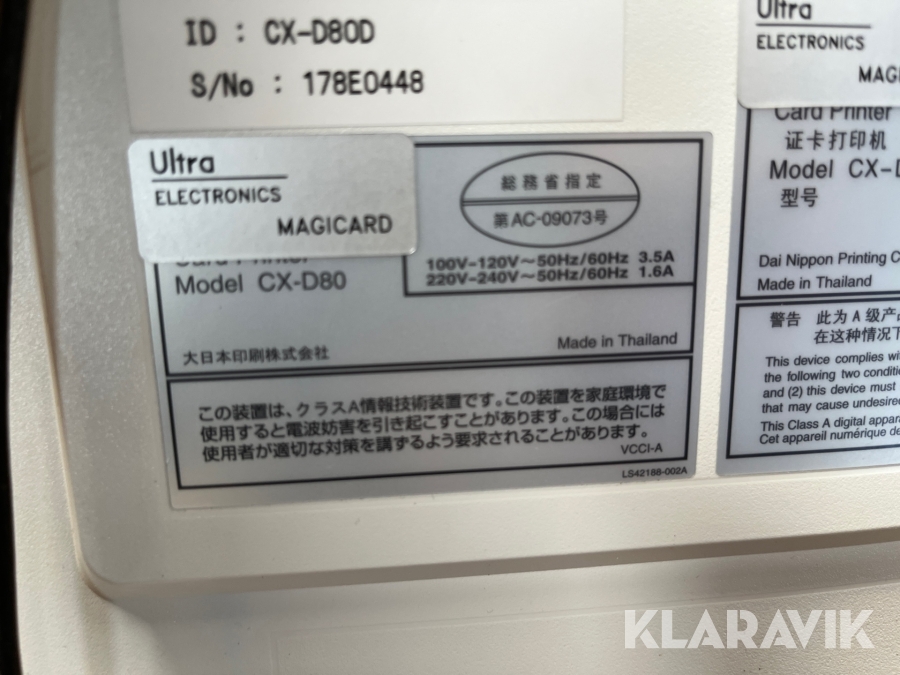 ID : CX-D80D
S/No : 178E0448
Ultra
ELECTRONICS
MAGICARD
Card Printer
Model CX-D80
総務省指定
第AC-09073号
100V-120V～50Hz/60Hz 3.5A
220V-240V～50Hz/60Hz 1.6A
大日本印刷株式会社
Made in Thailand
この装置は、クラスA情報技術装置です。この装置を家庭環境で
使用すると電波妨害を引き起こすことがあります。この場合には
使用者が適切な対策を講ずるよう要求されることがあります。
VCCI-A
LS42188-002A
Ultra
ELECTRONICS
MAGI
Card Printer
证卡打印机
Model CX-D
型号
Dai Nippon Printing C
Made in Thailand
警告 此为A级产品
在这种情况下
This device complies wi
the following two conditi
and (2) this device must
that may cause undesire
This Class A digital appar
Cet appareil numérique de
KLARAVIK